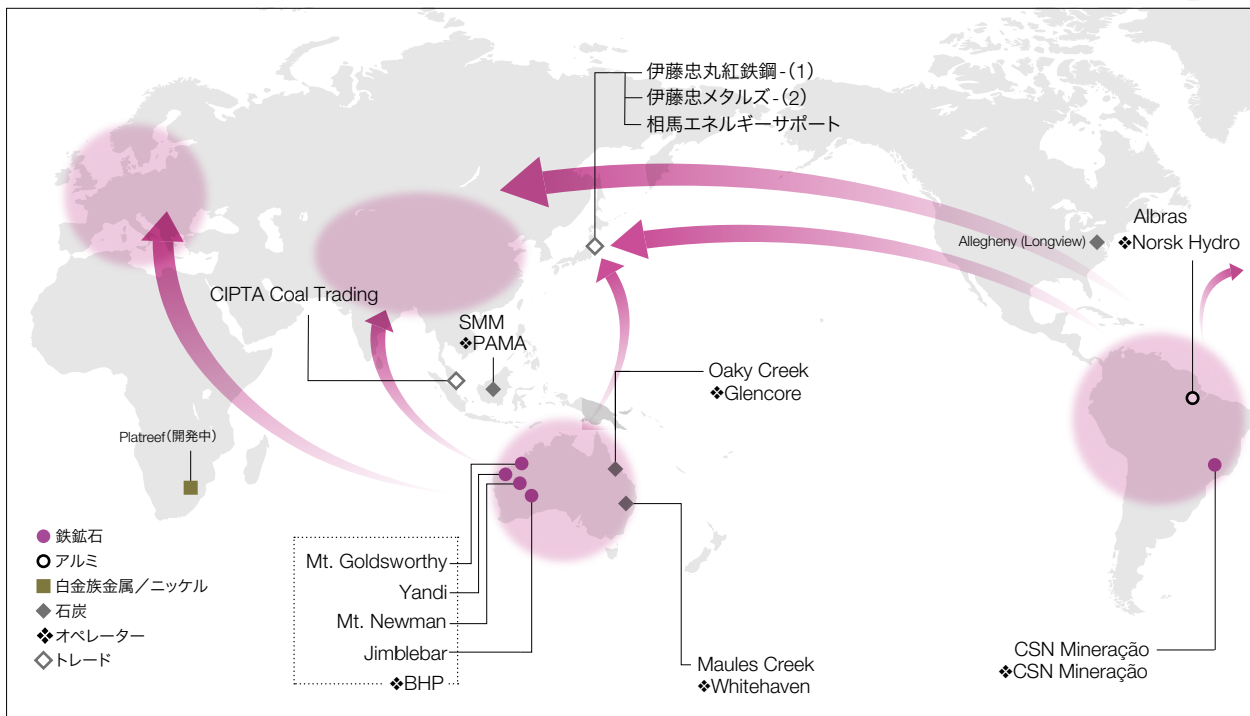 伊藤忠丸紅鉄鋼-(1)
伊藤忠メタルズ-(2)
相馬エネルギーサポート
Albras
❖Norsk Hydro
Allegheny (Longview)
CIPTA Coal Trading
SMM
❖PAMA
Oaky Creek
❖Glencore
Platreef(開発中)
● 鉄鉱石
○ アルミ
■ 白金族金属/ニッケル
◆ 石炭
❖ オペレーター
◇ トレード
Mt. Goldsworthy
Yandi
Mt. Newman
Jimblebar
❖BHP
Maules Creek
❖Whitehaven
CSN Mineração
❖CSN Mineração